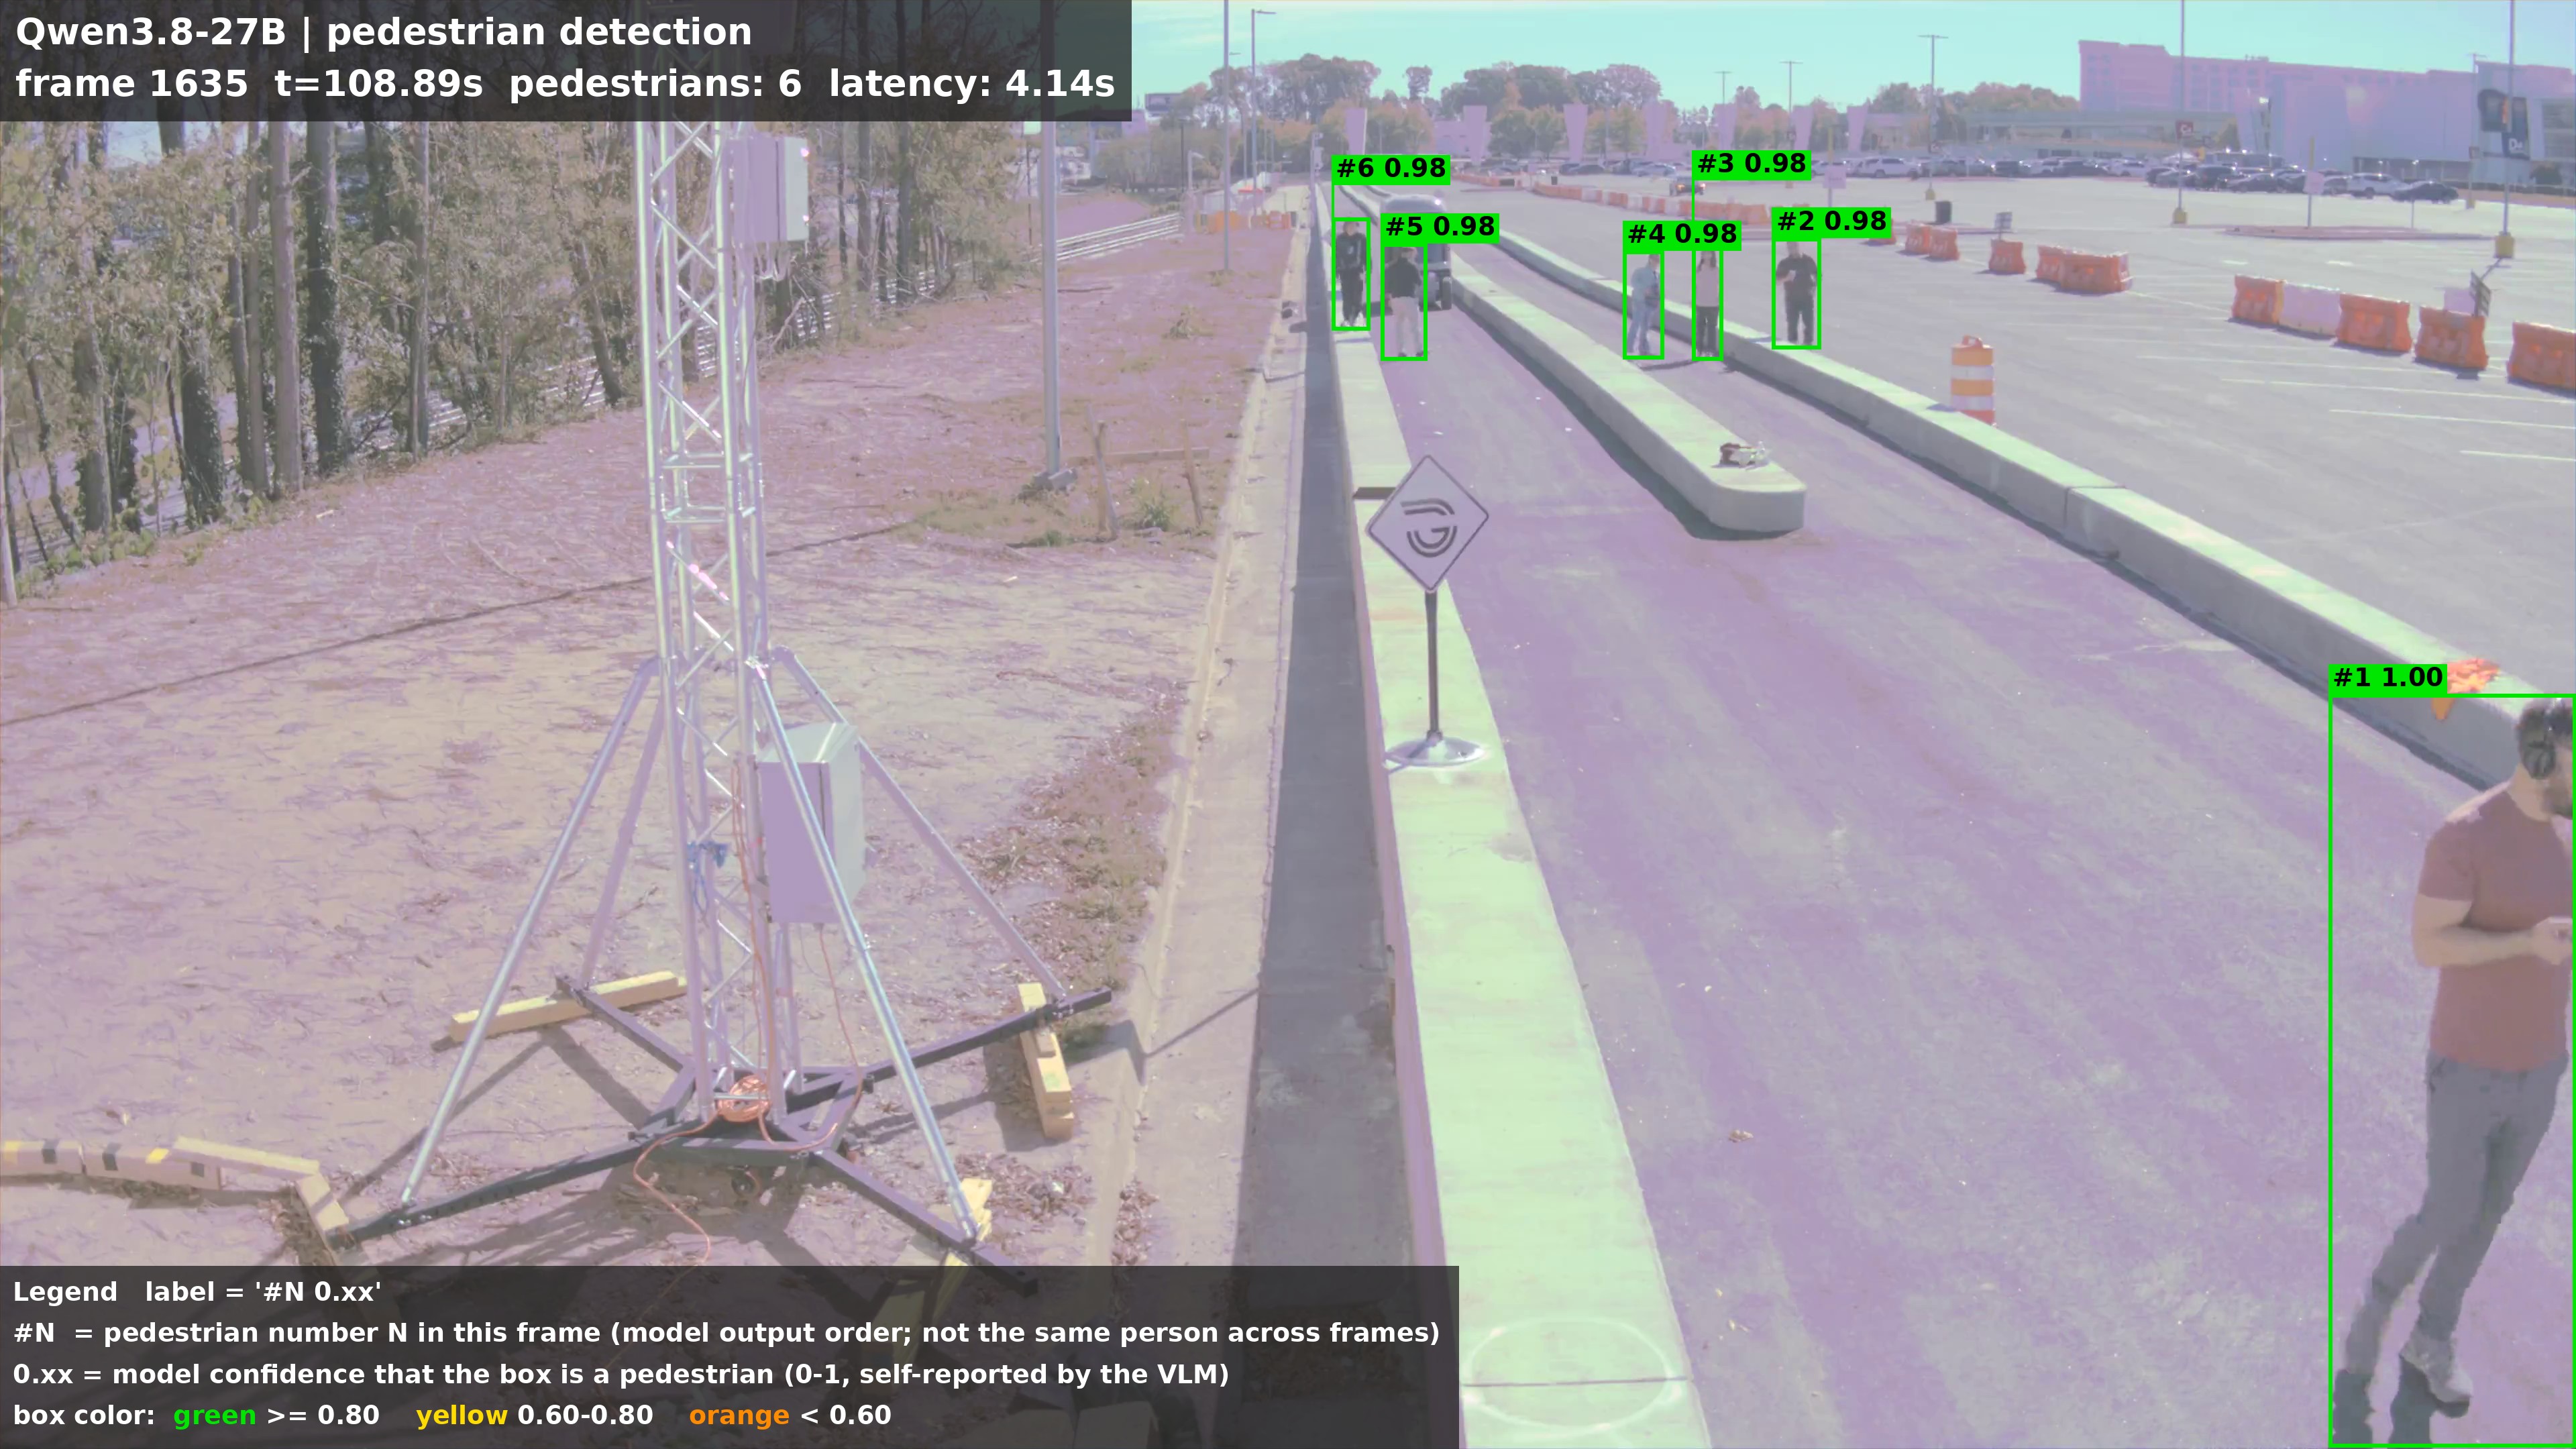 Qwen3.8-27B | pedestrian detection
frame 1635  t=108.89s  pedestrians: 6  latency: 4.14s
#6 0.98
#3 0.98
#5 0.98
#4 0.98
#2 0.98
#1 1.00
Legend   label = '#N 0.xx'
#N  = pedestrian number N in this frame (model output order; not the same person across frames)
0.xx = model confidence that the box is a pedestrian (0-1, self-reported by the VLM)
box color:  green >= 0.80    yellow 0.60-0.80    orange < 0.60